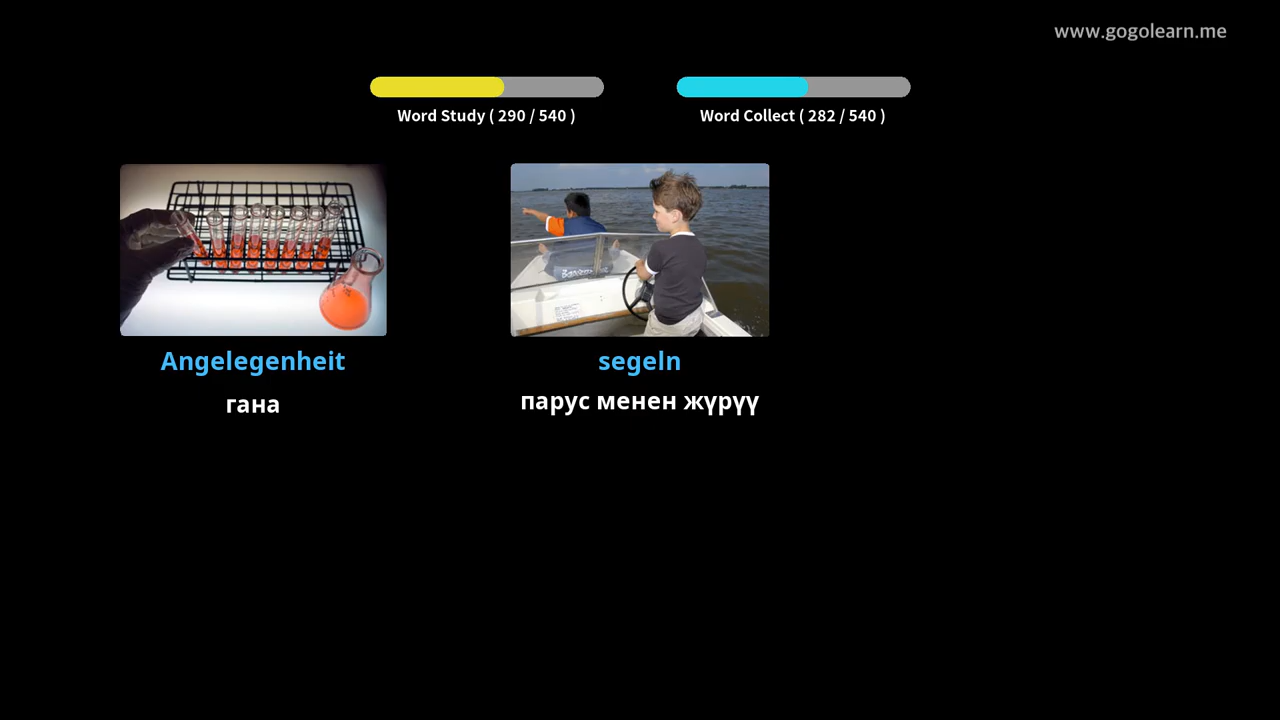 www.gogolearn.me
Word Study ( 290 / 540 )
Word Collect ( 282 / 540 )
Angelegenheit
segeln
гана
парус менен жүрүү